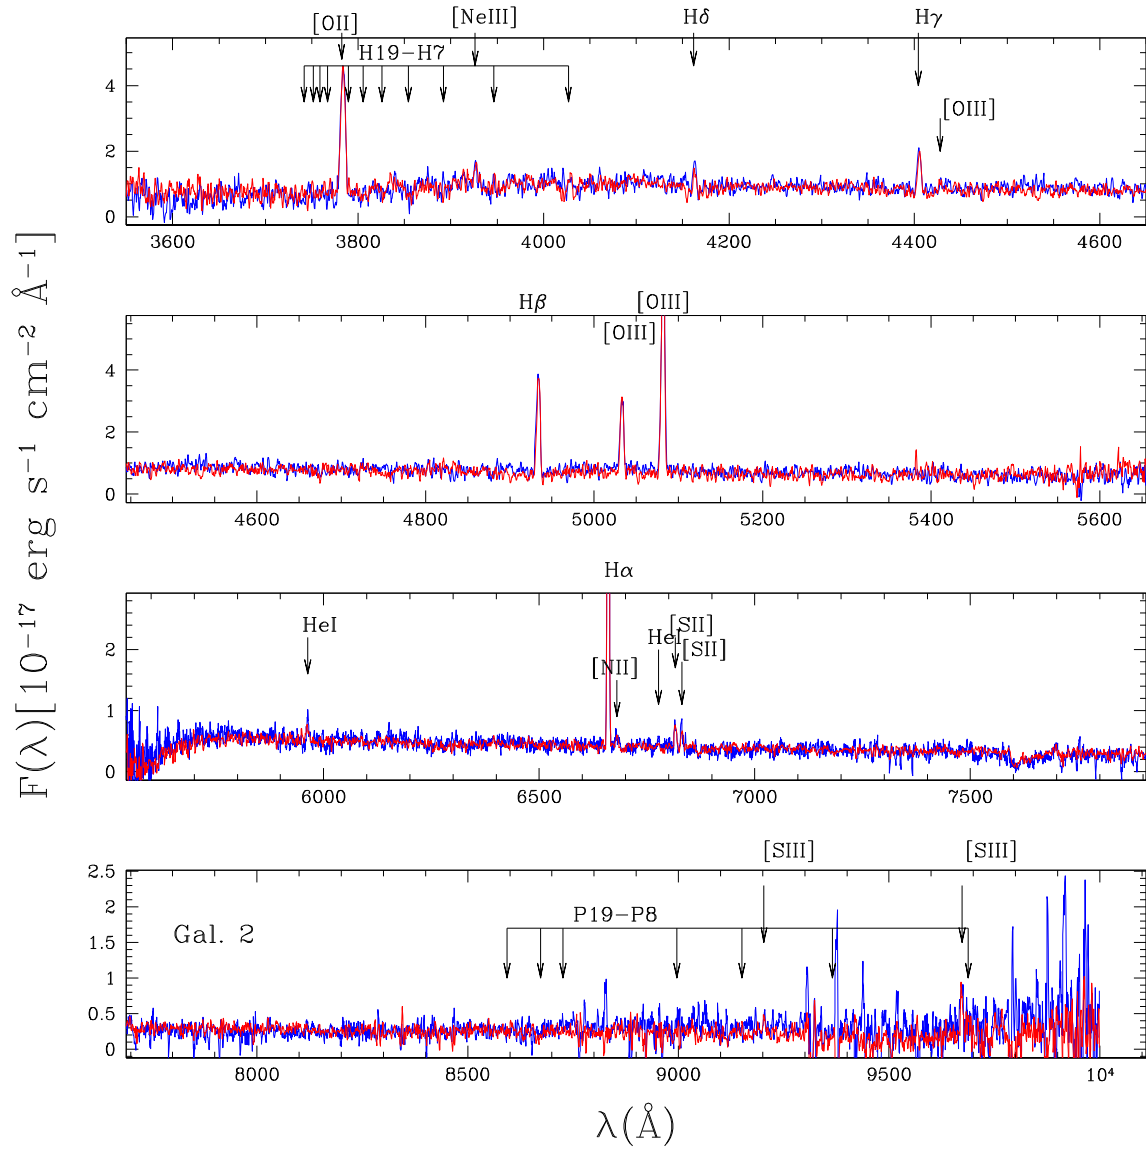 [OII] [NeIII] Hδ Hγ
H19−H7
[OIII]
4
2
0
3600 3800 4000 4200 4400 4600
Hβ [OIII]
[OIII]
4
2
0
4600 4800 5000 5200 5400 5600
Hα
HeI [SII]
HeI
[SII]
[NII]
2
1
0
6000 6500 7000 7500
[SIII] [SIII]
P19−P8
Gal. 2
2.5
2
1.5
1
0.5
0
8000 8500 9000 9500 10⁴
λ(Å)
F(λ)[10⁻¹⁷ erg s⁻¹ cm⁻² Å⁻¹]